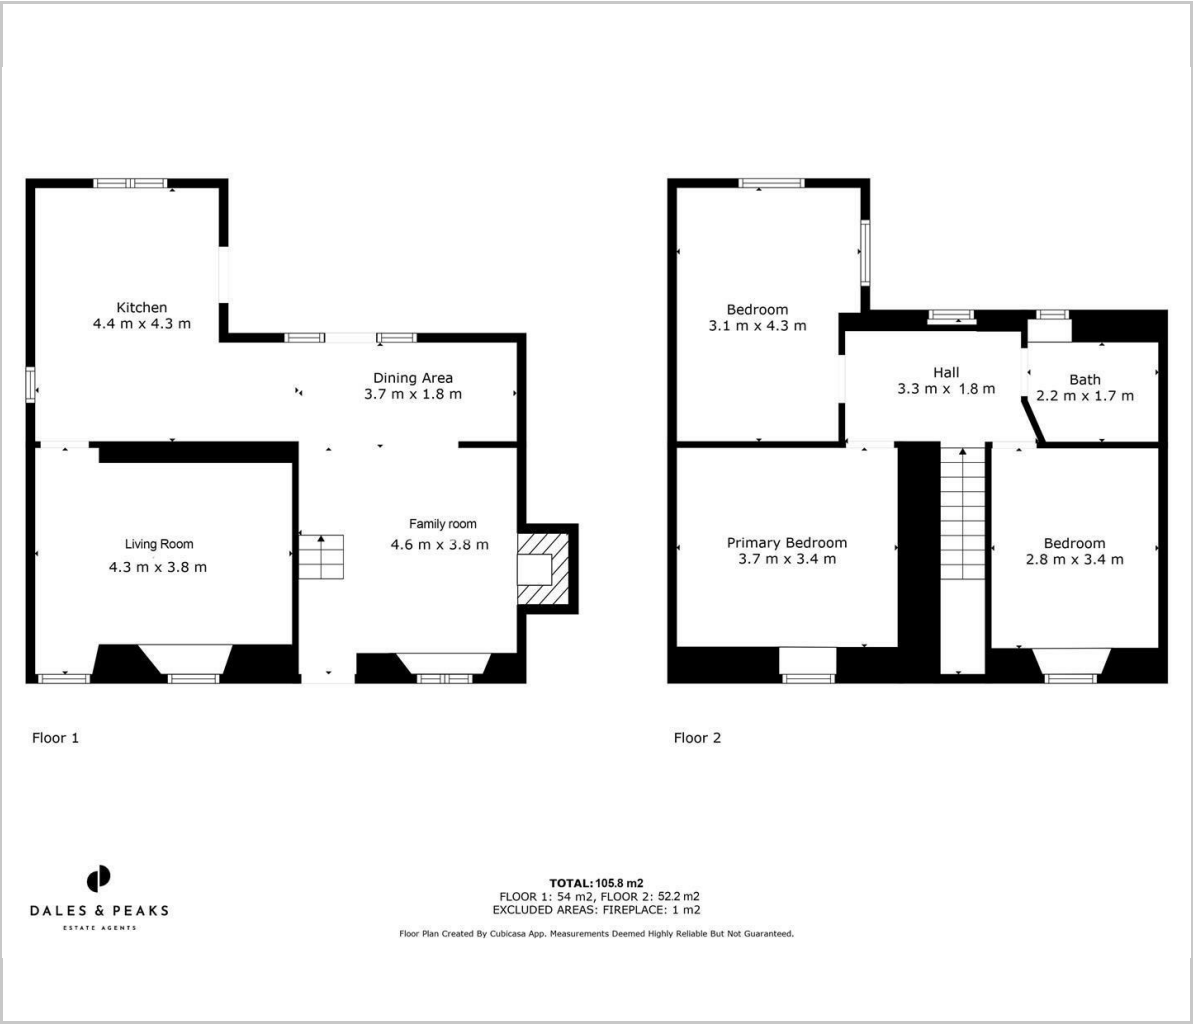 Kitchen
4.4 m x 4.3 m
Dining Area
3.7 m x 1.8 m
Living Room
4.3 m x 3.8 m
Family room
4.6 m x 3.8 m
Floor 1
Bedroom
3.1 m x 4.3 m
Hall
3.3 m x 1.8 m
Bath
2.2 m x 1.7 m
Primary Bedroom
3.7 m x 3.4 m
Bedroom
2.8 m x 3.4 m
Floor 2
DALES & PEAKS
ESTATE AGENTS
TOTAL: 105.8 m2
FLOOR 1: 54 m2, FLOOR 2: 52.2 m2
EXCLUDED AREAS: FIREPLACE: 1 m2
Floor Plan Created By Cubicasa App. Measurements Deemed Highly Reliable But Not Guaranteed.